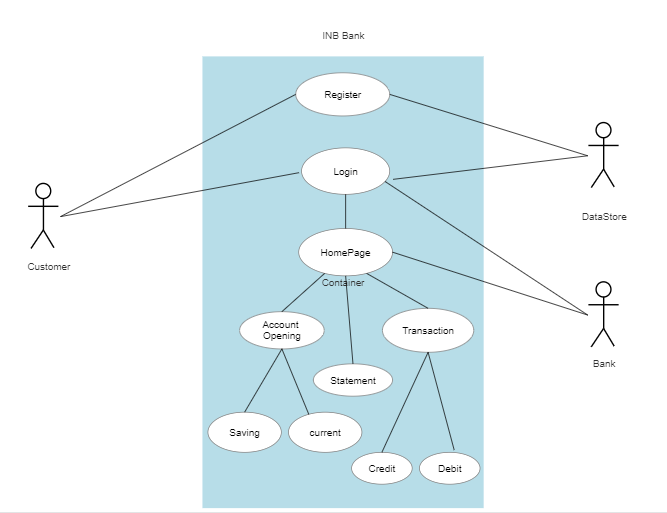 INB Bank
Register
Login
DataStore
HomePage
Customer
Container
Account
Opening
Transaction
Bank
Statement
Saving
current
Credit
Debit